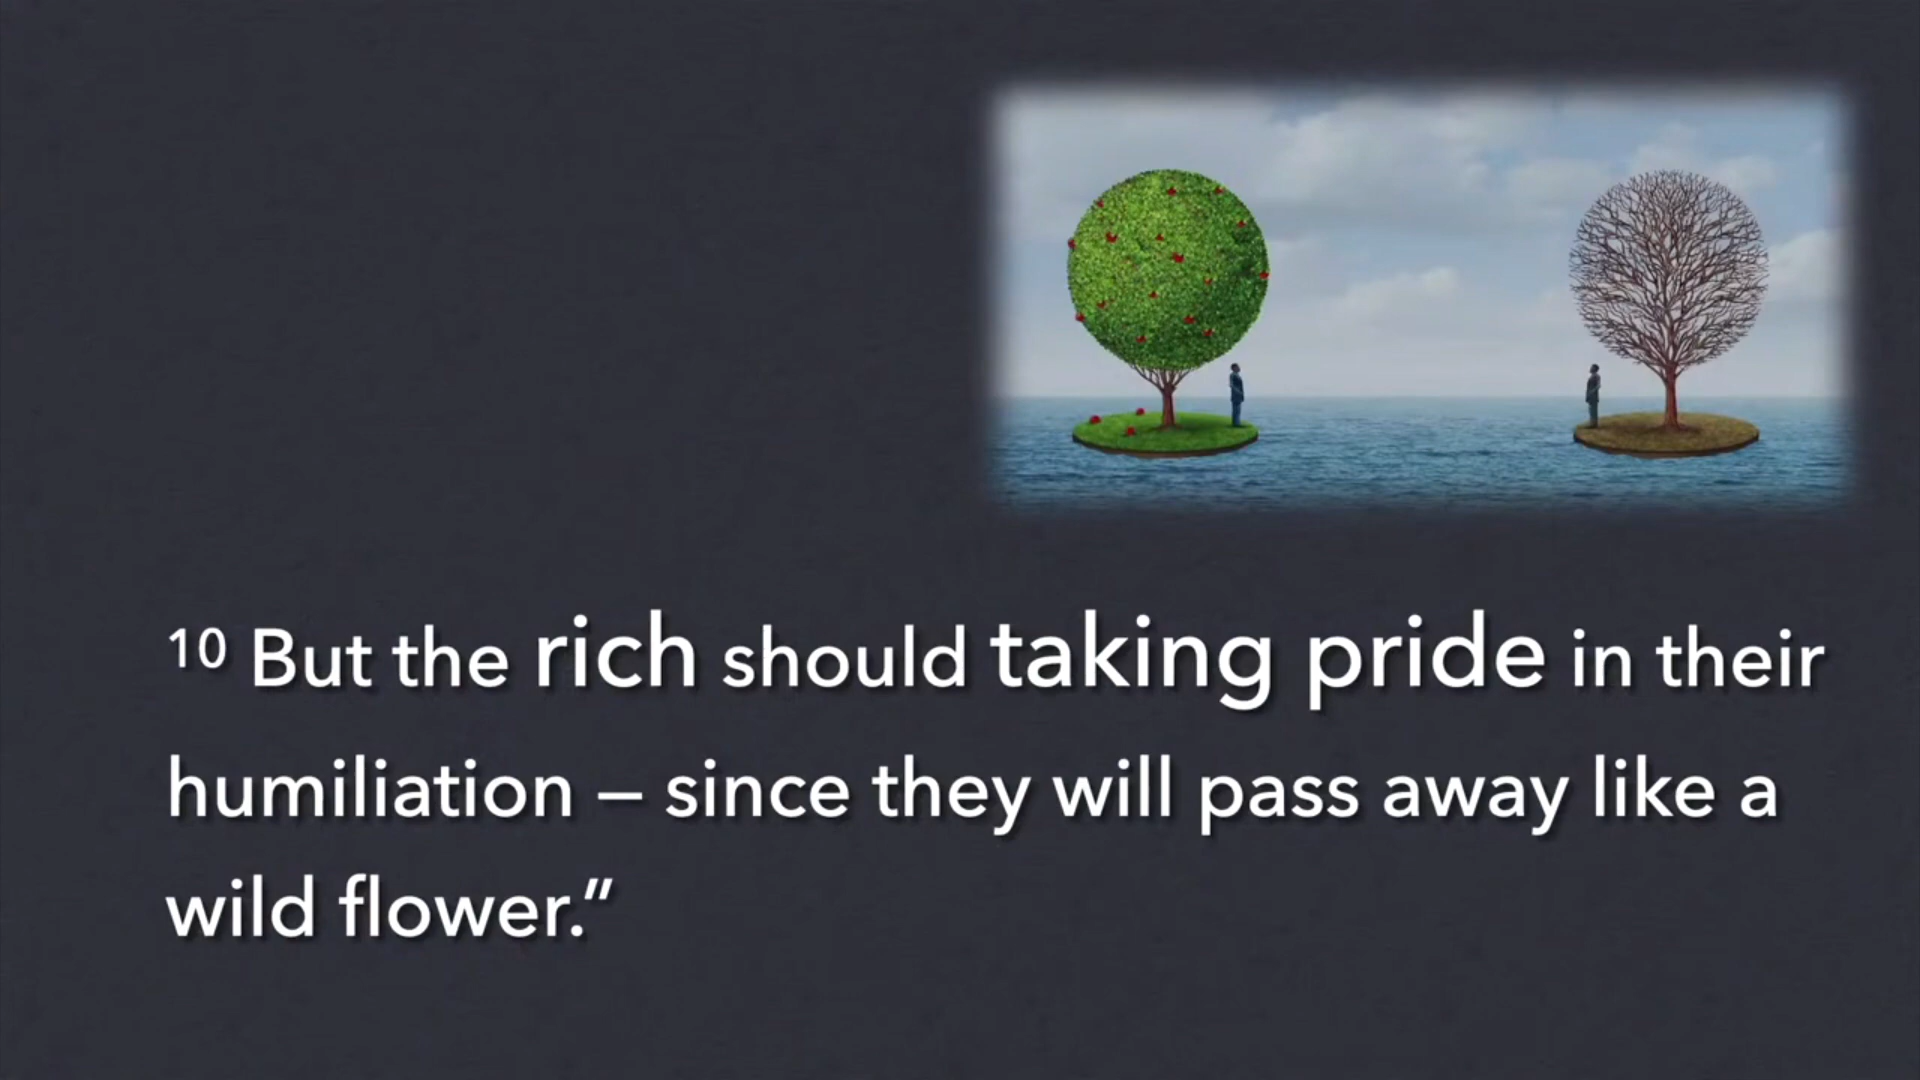 10 But the rich should taking pride in their
humiliation – since they will pass away like a
wild flower.”